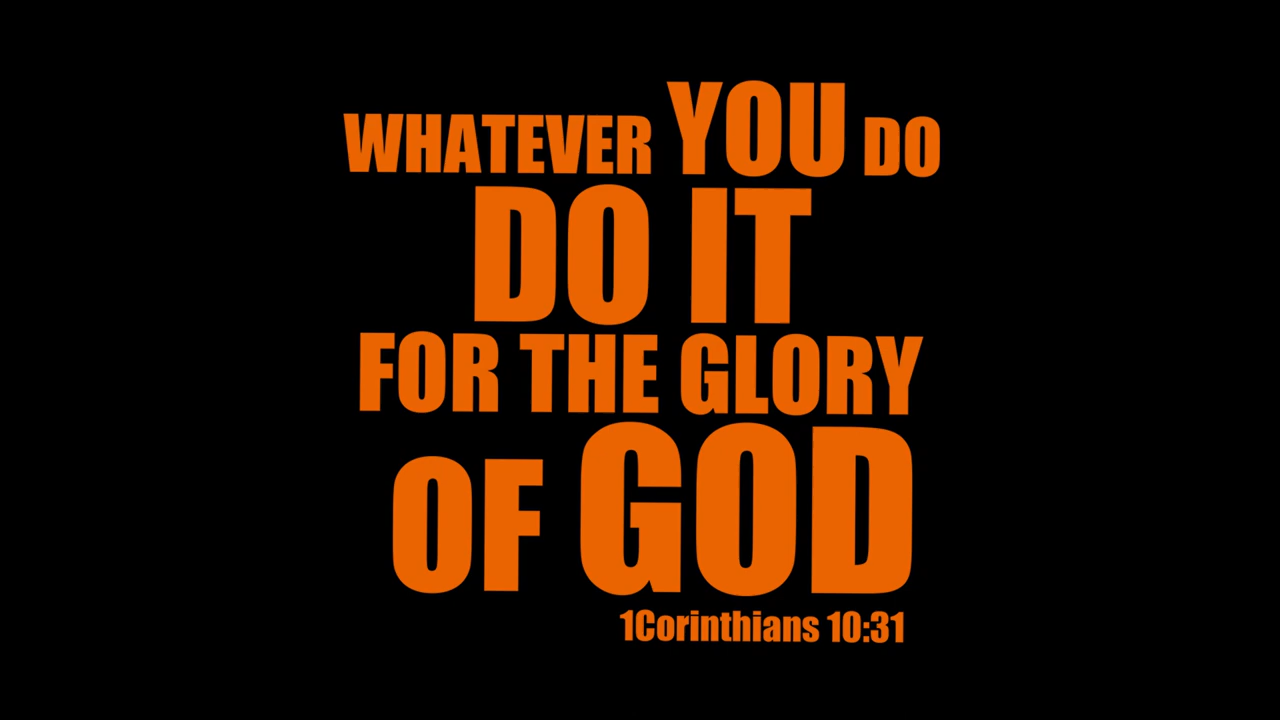 WHATEVER YOU DO
DO IT
FOR THE GLORY
OF GOD
1Corinthians 10:31